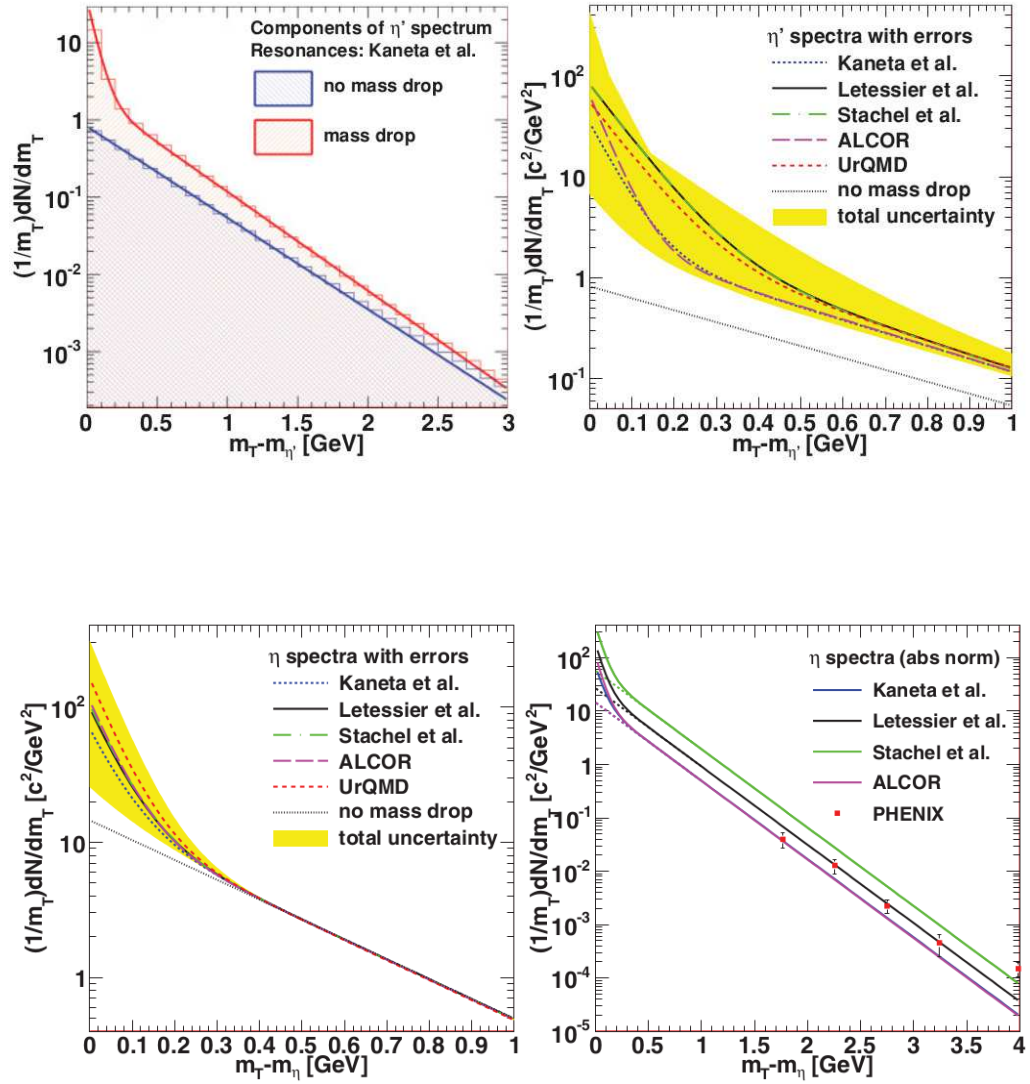 Components of η’ spectrum
Resonances: Kaneta et al.
no mass drop
mass drop
(1/m_T)dN/dm_T
10
1
10^-1
10^-2
10^-3
0 0.5 1 1.5 2 2.5 3
m_T-m_η’ [GeV]
η’ spectra with errors
Kaneta et al.
Letessier et al.
Stachel et al.
ALCOR
UrQMD
no mass drop
total uncertainty
(1/m_T)dN/dm_T [c^2/GeV^2]
10^2
10
1
10^-1
0 0.1 0.2 0.3 0.4 0.5 0.6 0.7 0.8 0.9 1
m_T-m_η’ [GeV]
η spectra with errors
Kaneta et al.
Letessier et al.
Stachel et al.
ALCOR
UrQMD
no mass drop
total uncertainty
(1/m_T)dN/dm_T [c^2/GeV^2]
10^2
10
1
0 0.1 0.2 0.3 0.4 0.5 0.6 0.7 0.8 0.9 1
m_T-m_η [GeV]
η spectra (abs norm)
Kaneta et al.
Letessier et al.
Stachel et al.
ALCOR
PHENIX
(1/m_T)dN/dm_T [c^2/GeV^2]
10^2
10
1
10^-1
10^-2
10^-3
10^-4
10^-5
0 0.5 1 1.5 2 2.5 3 3.5 4
m_T-m_η [GeV]